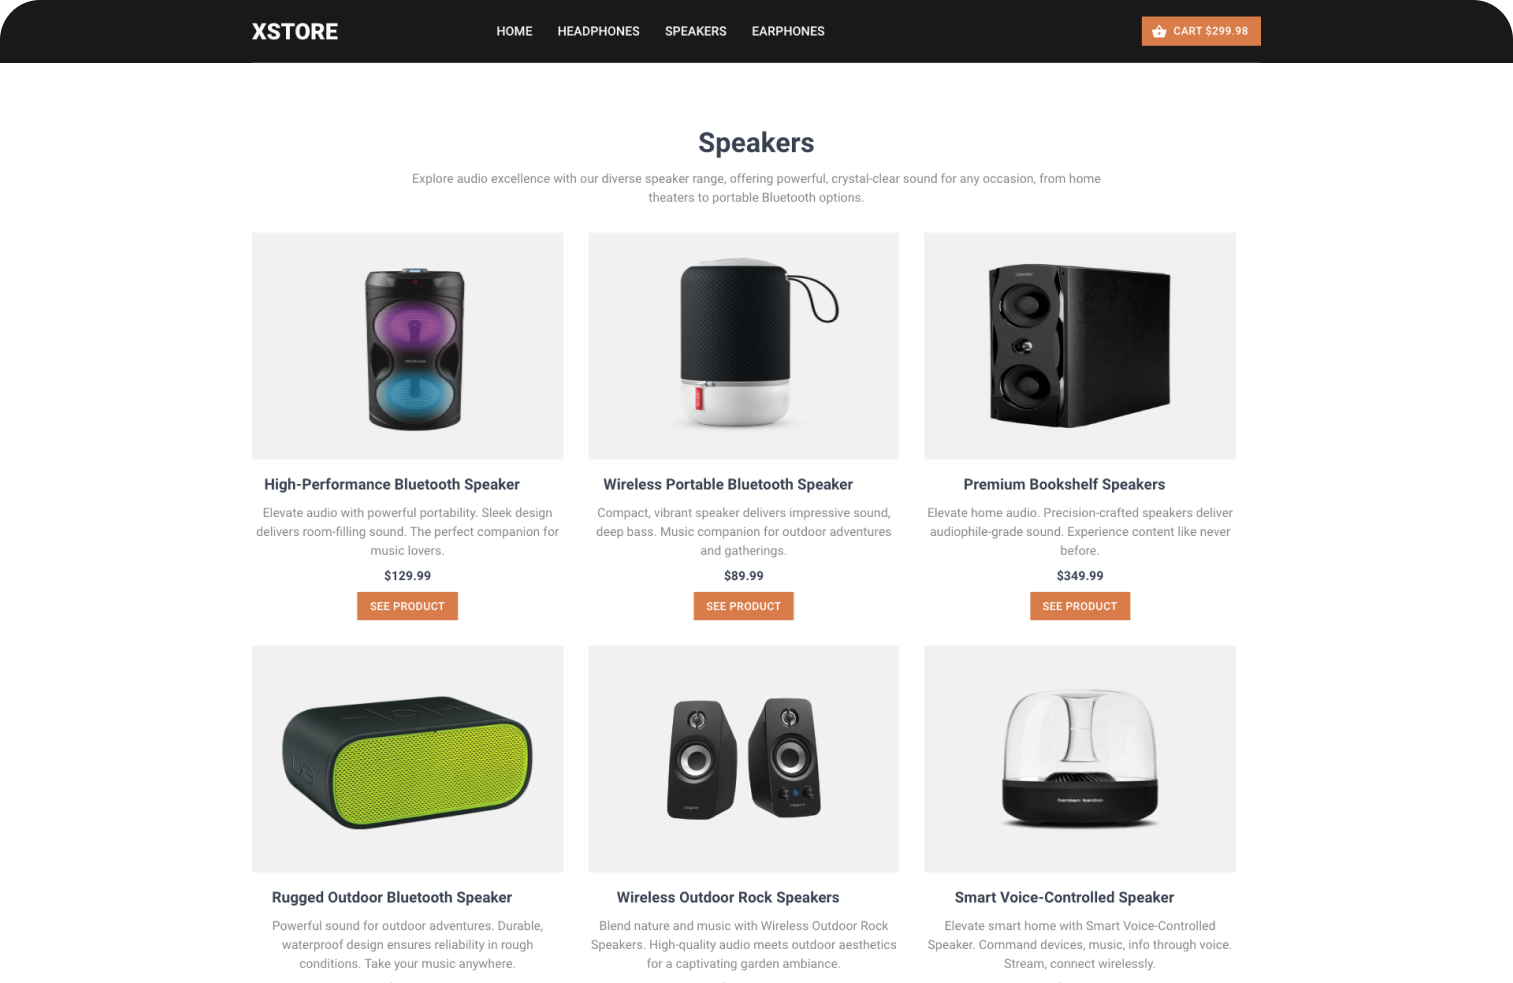 XSTORE
HOME HEADPHONES SPEAKERS EARPHONES
CART $299.98
Speakers
Explore audio excellence with our diverse speaker range, offering powerful, crystal-clear sound for any occasion, from home
theaters to portable Bluetooth options.
High-Performance Bluetooth Speaker
Elevate audio with powerful portability. Sleek design
delivers room-filling sound. The perfect companion for
music lovers.
$129.99
SEE PRODUCT
Wireless Portable Bluetooth Speaker
Compact, vibrant speaker delivers impressive sound,
deep bass. Music companion for outdoor adventures
and gatherings.
$89.99
SEE PRODUCT
Premium Bookshelf Speakers
Elevate home audio. Precision-crafted speakers deliver
audiophile-grade sound. Experience content like never
before.
$349.99
SEE PRODUCT
Rugged Outdoor Bluetooth Speaker
Powerful sound for outdoor adventures. Durable,
waterproof design ensures reliability in rough
conditions. Take your music anywhere.
Wireless Outdoor Rock Speakers
Blend nature and music with Wireless Outdoor Rock
Speakers. High-quality audio meets outdoor aesthetics
for a captivating garden ambiance.
harman/kardon
Smart Voice-Controlled Speaker
Elevate smart home with Smart Voice-Controlled
Speaker. Command devices, music, info through voice.
Stream, connect wirelessly.